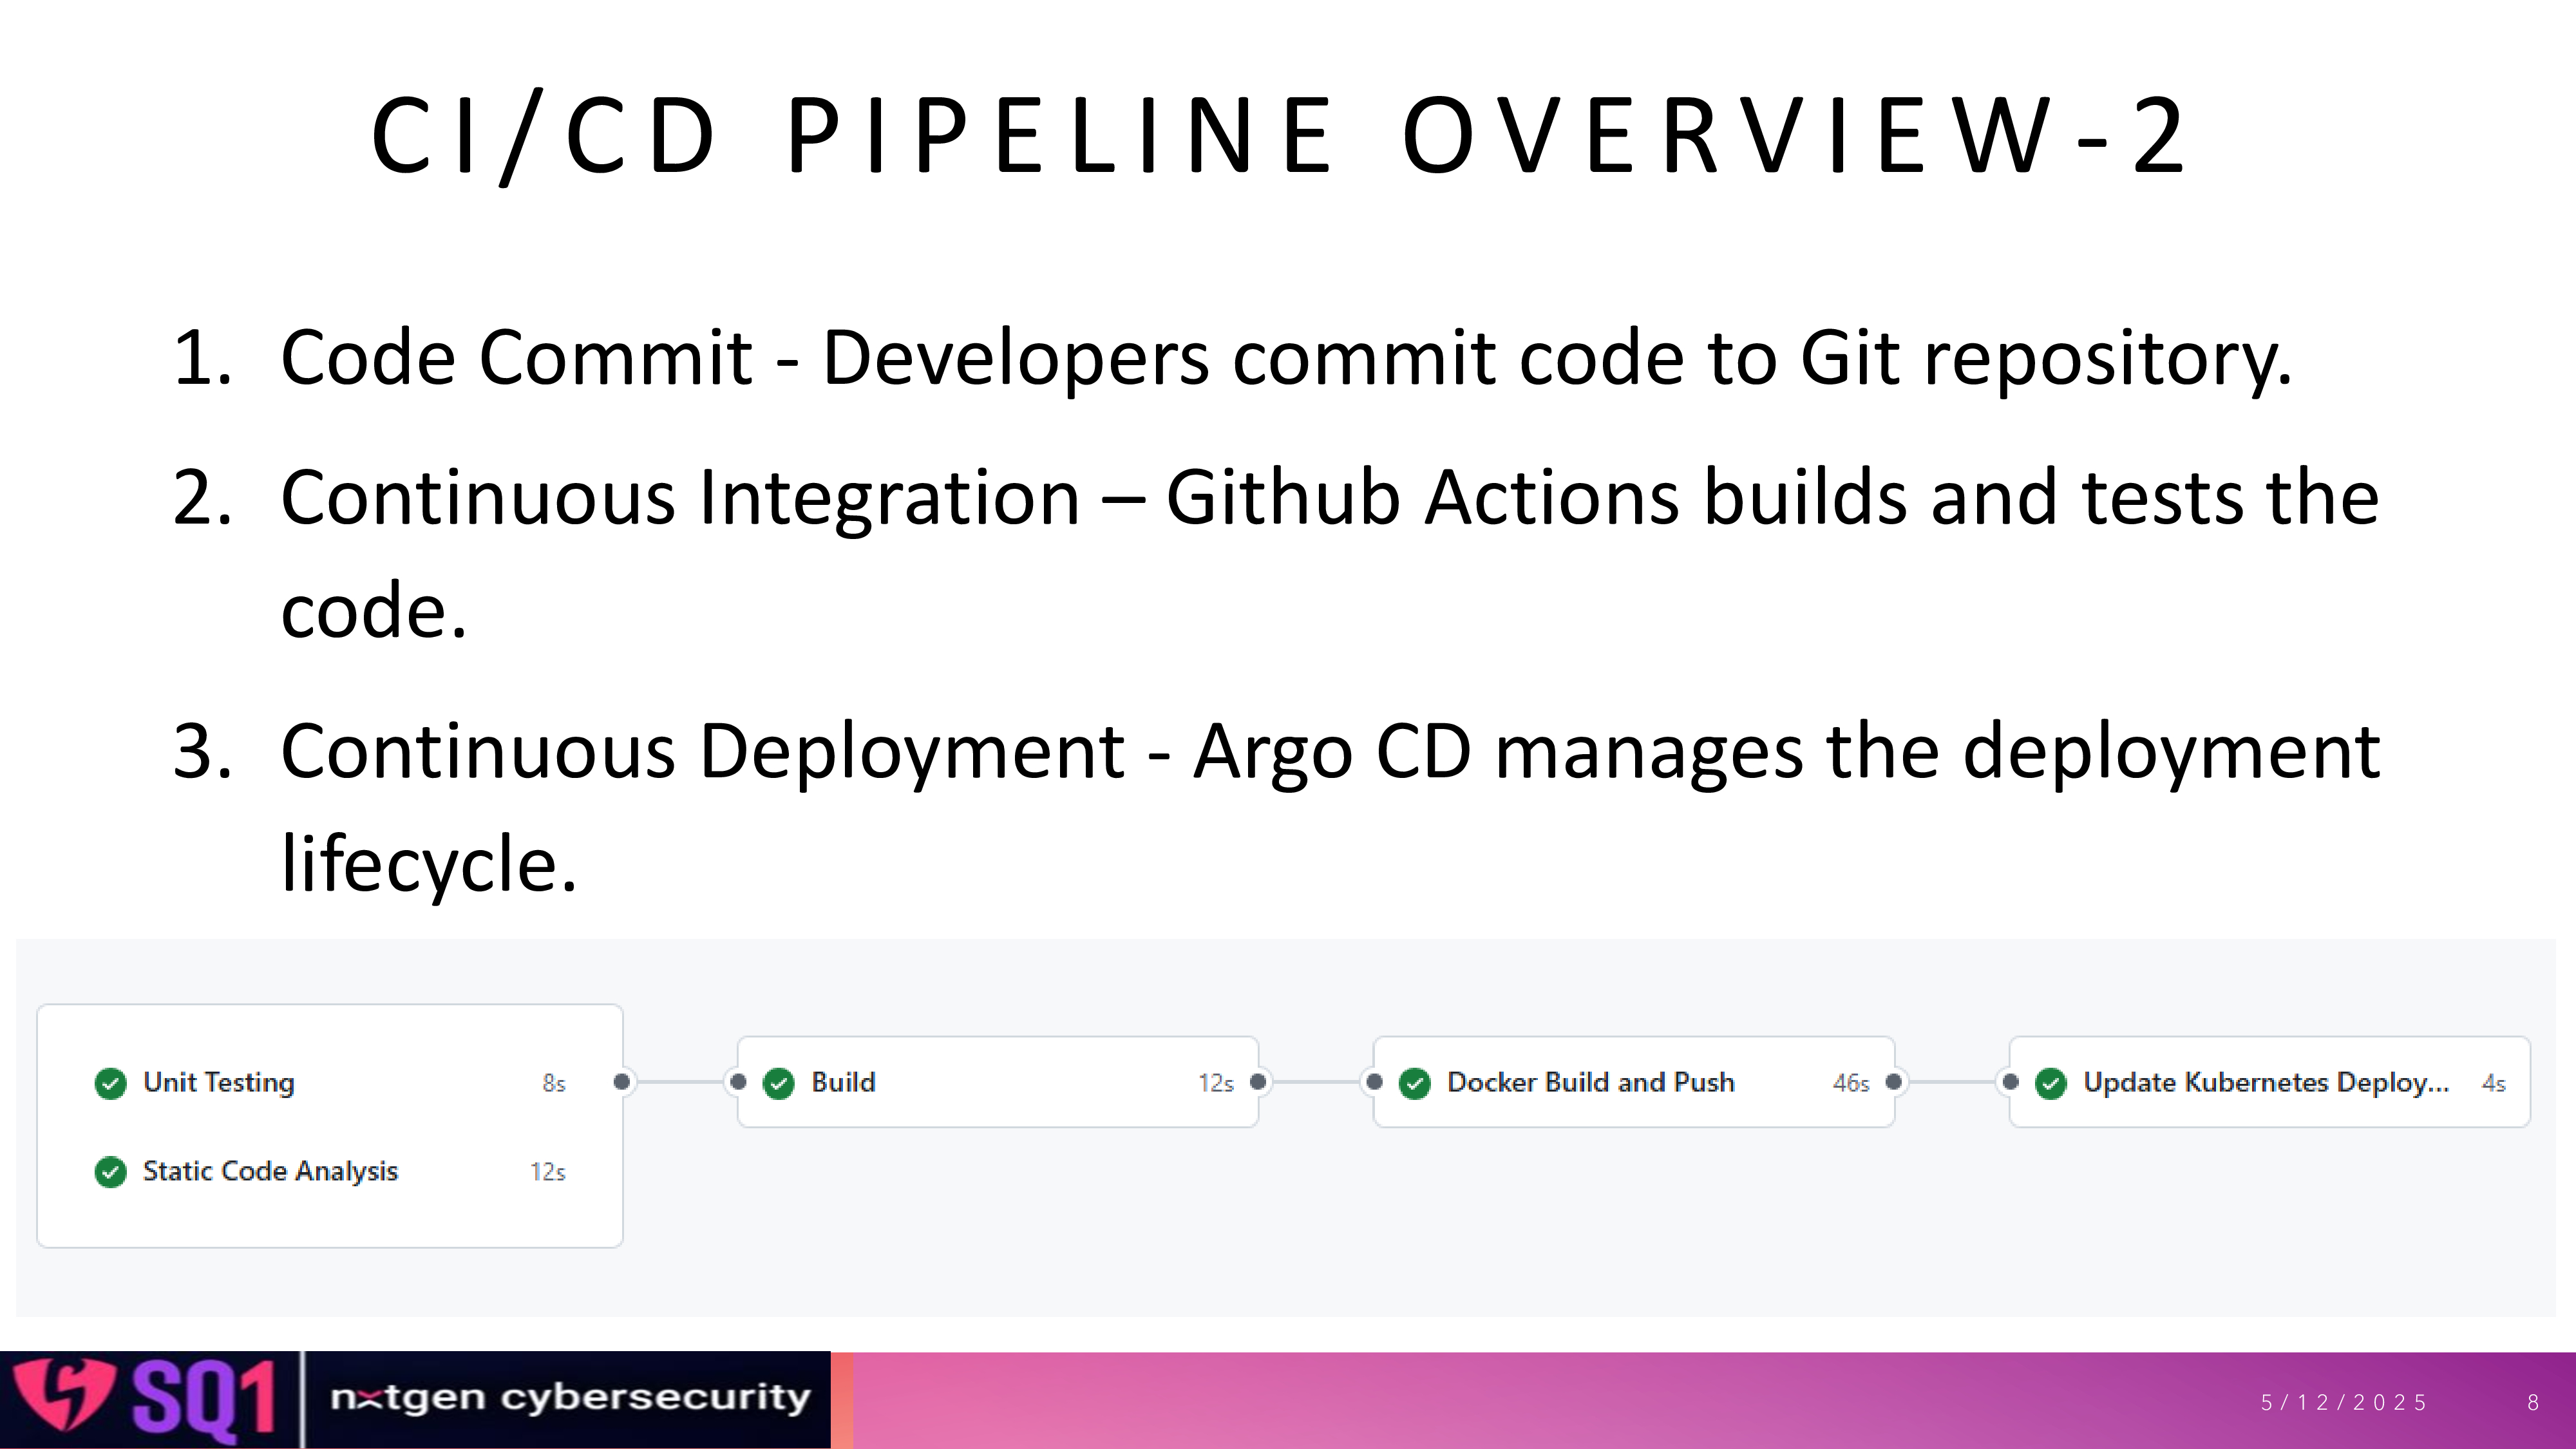 CI/CD PIPELINE OVERVIEW-2
1. Code Commit - Developers commit code to Git repository.
2. Continuous Integration – Github Actions builds and tests the
code.
3. Continuous Deployment - Argo CD manages the deployment
lifecycle.
Unit Testing 8s
Static Code Analysis 12s
Build 12s
Docker Build and Push 46s
Update Kubernetes Deploy... 4s
SQ1 nxtgen cybersecurity
5/12/2025 8